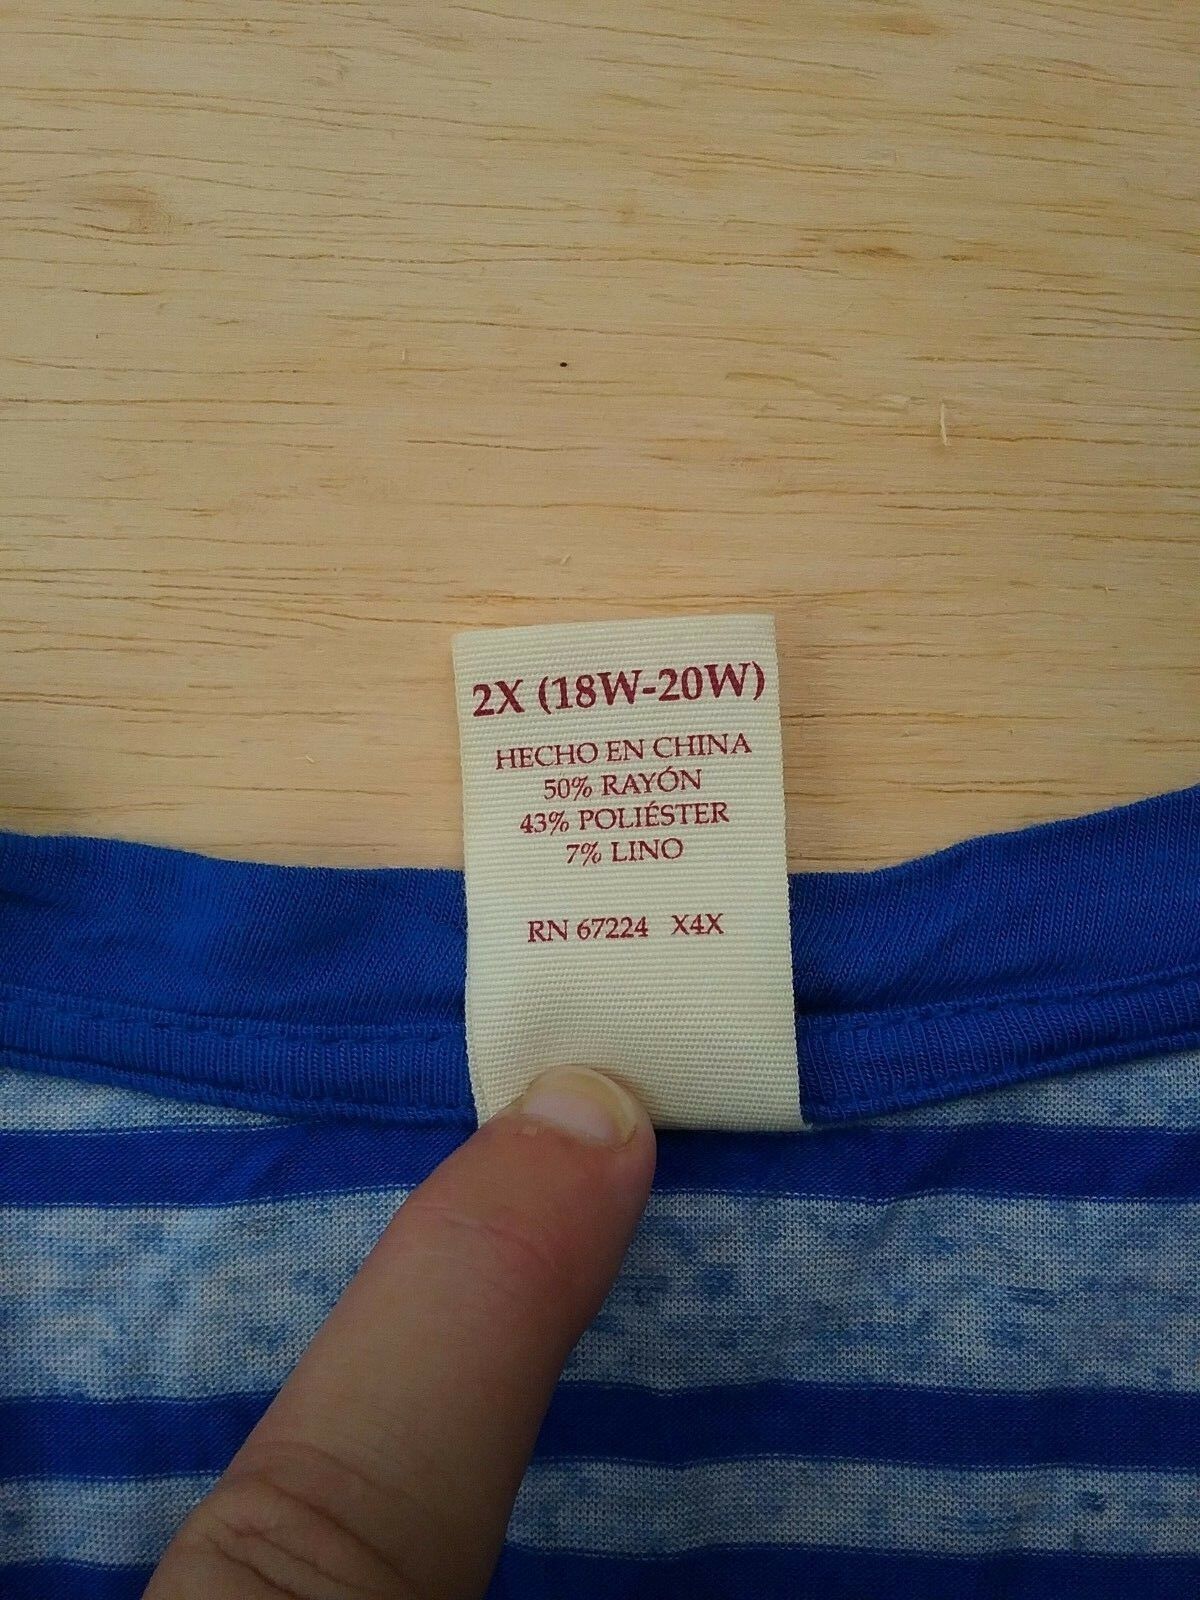 2X (18W-20W)
HECHO EN CHINA
50% RAYÓN
43% POLIÉSTER
7% LINO
RN 67224 X4X